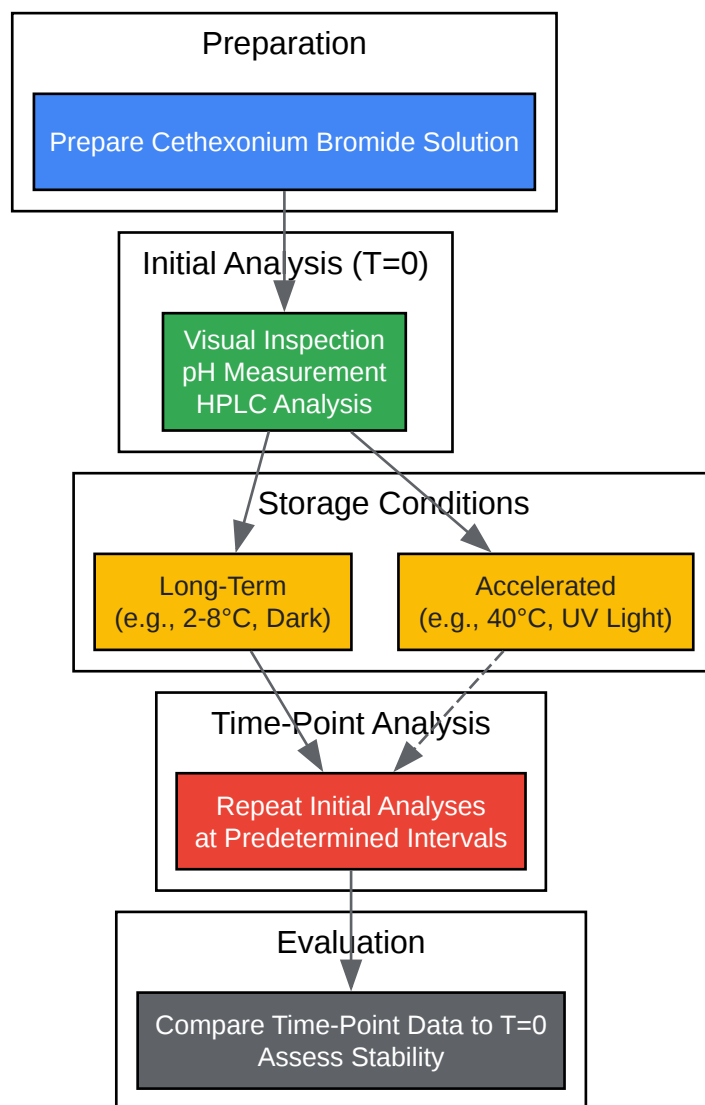 Preparation
Prepare Cethexonium Bromide Solution
Initial Analysis (T=0)
Visual Inspection
pH Measurement
HPLC Analysis
Storage Conditions
Long-Term
(e.g., 2-8°C, Dark)
Accelerated
(e.g., 40°C, UV Light)
Time-Point Analysis
Repeat Initial Analyses
at Predetermined Intervals
Evaluation
Compare Time-Point Data to T=0
Assess Stability